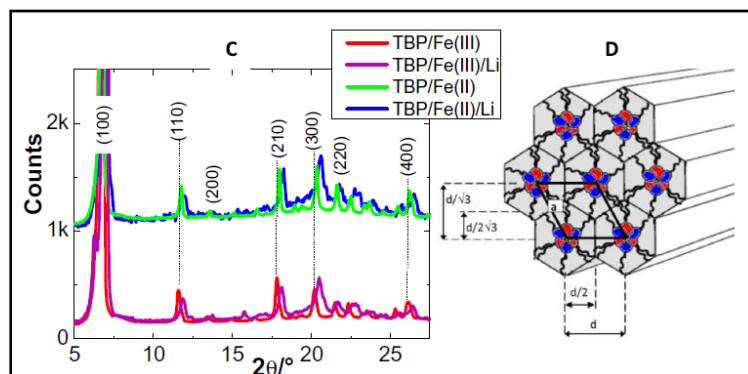 C
TBP/Fe(III)
TBP/Fe(III)/Li
TBP/Fe(II)
TBP/Fe(II)/Li
(100)
(110)
(200)
(210)
(300)
(220)
(400)
2k
1k
0
Counts
5
10
15
20
25
2θ/°
D
d/√3
d/2√3
a
d/2
d